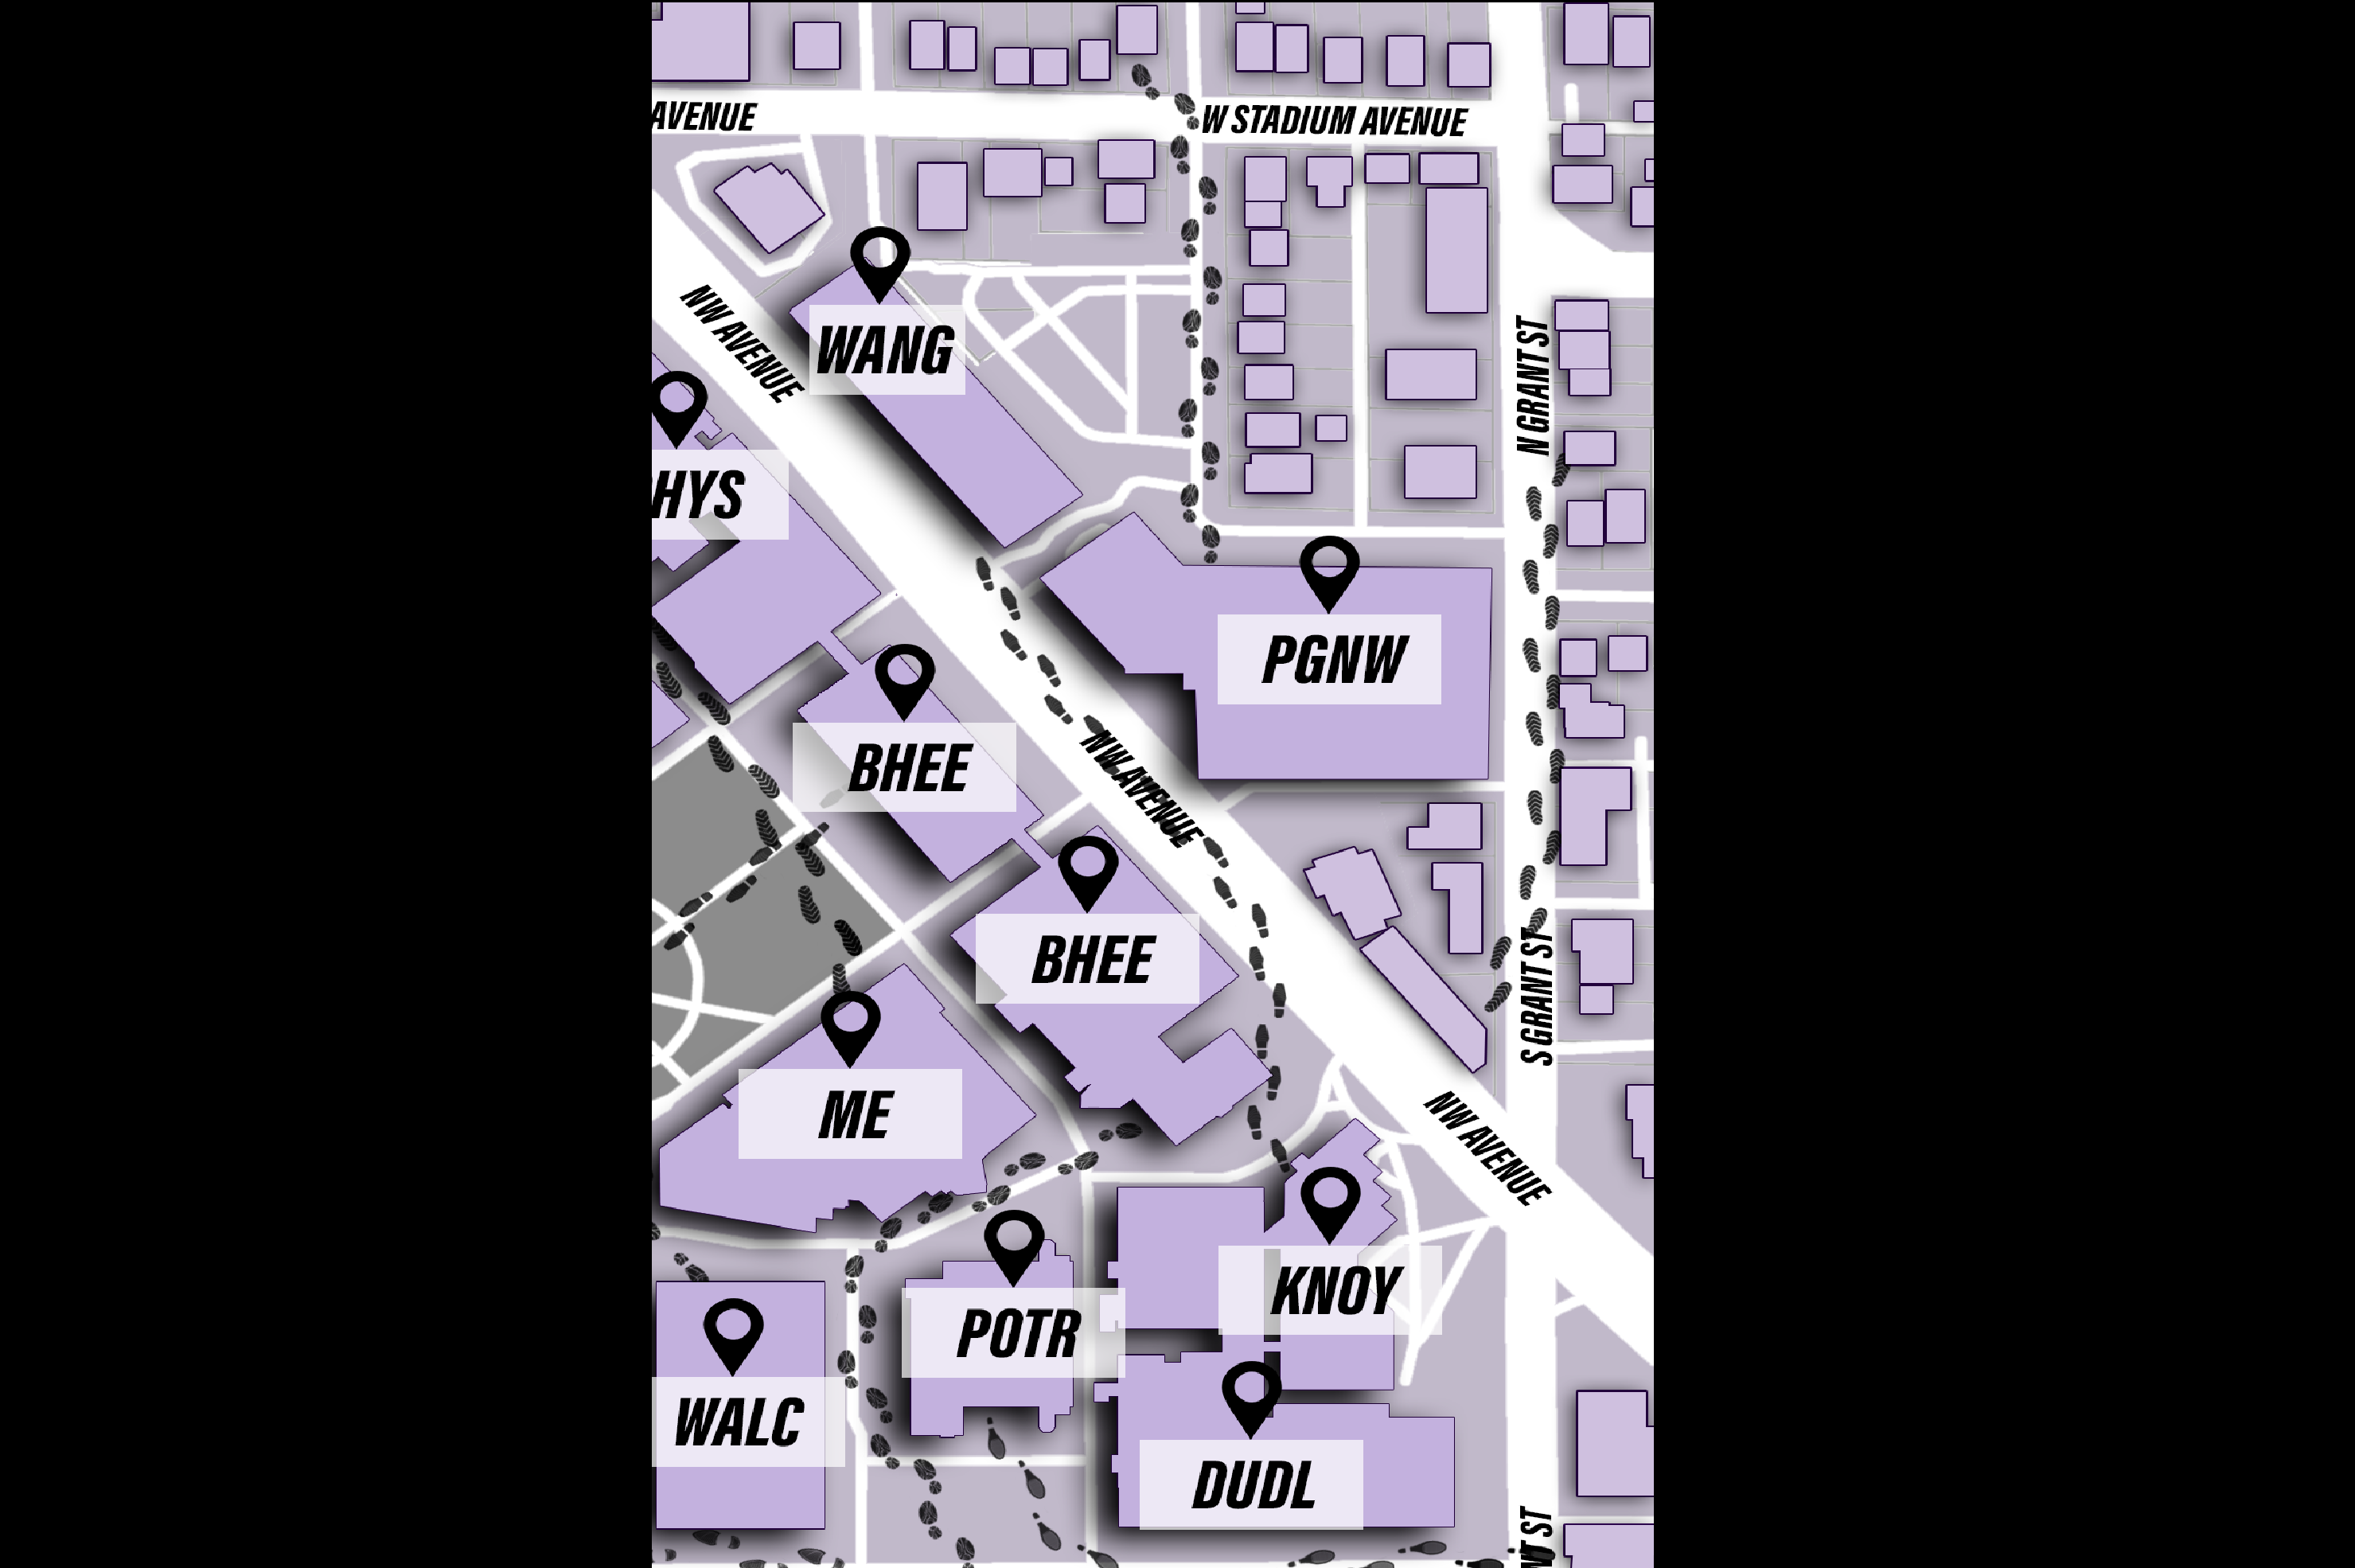 AVENUE
W STADIUM AVENUE
NW AVENUE
WANG
N GRANT ST
HYS
PGNW
BHEE
NW AVENUE
BHEE
S GRANT ST
ME
NW AVENUE
KNOY
POTR
WALC
DUDL
NT ST